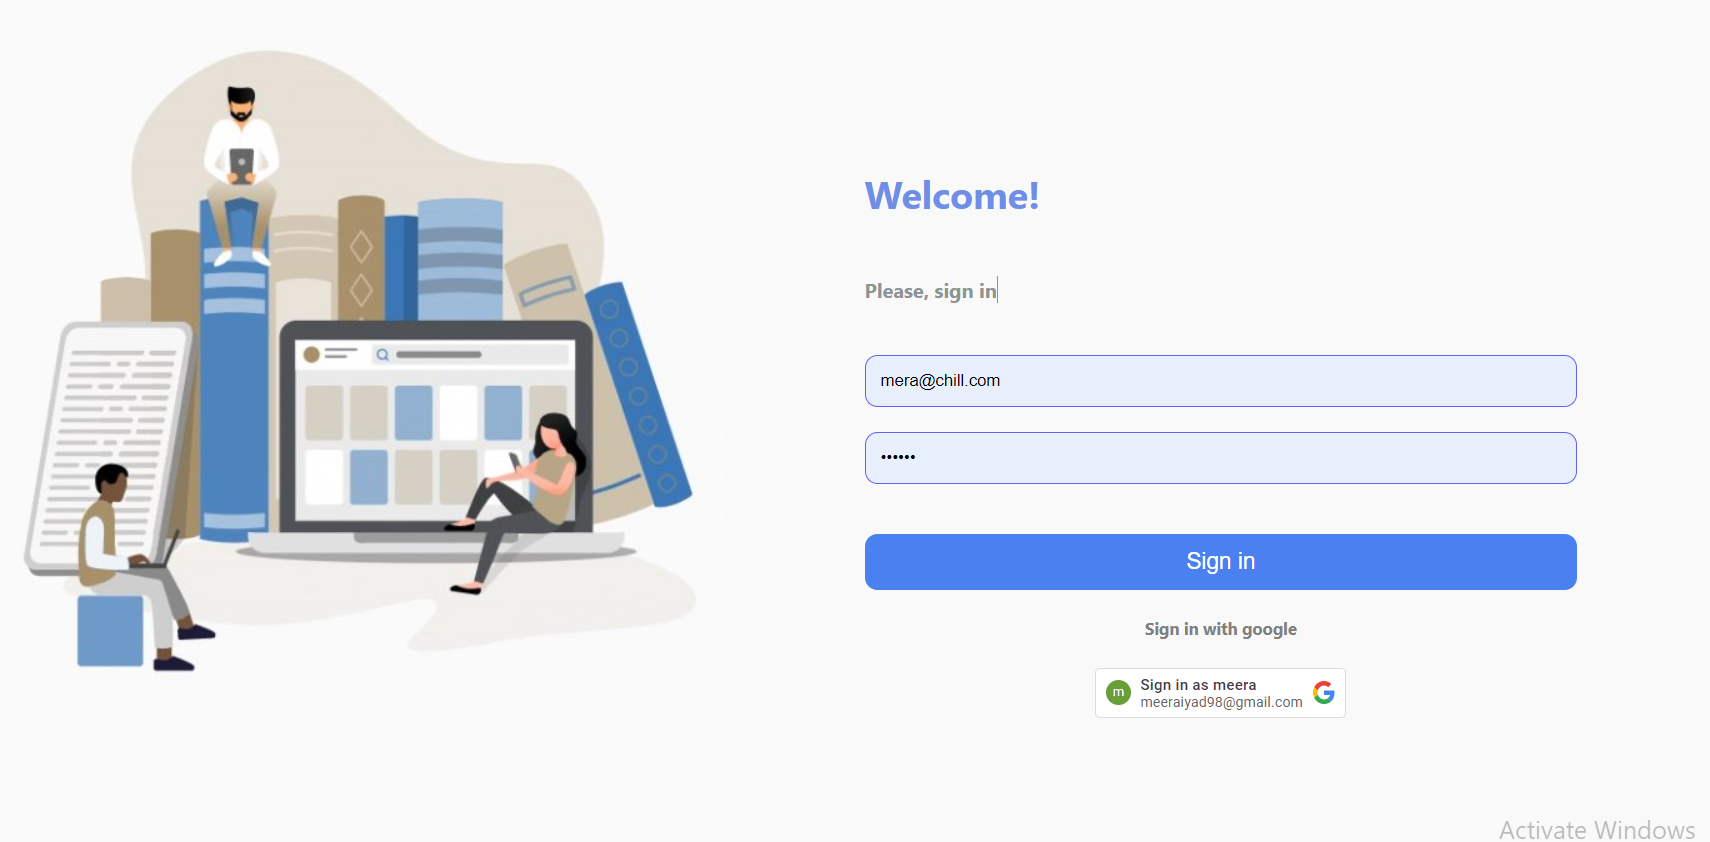 Welcome!
Please, sign in
mera@chill.com
••••••
Sign in
Sign in with google
m
Sign in as meera
meeraiyad98@gmail.com
Activate Windows